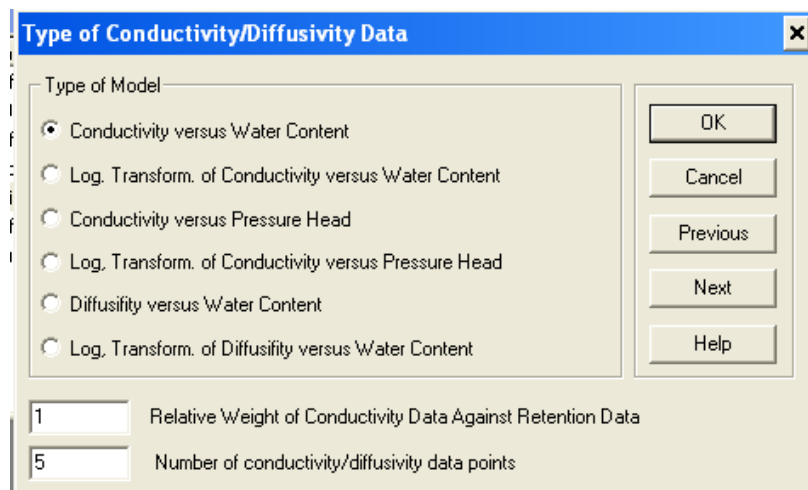 Type of Conductivity/Diffusivity Data
Type of Model
Conductivity versus Water Content
Log. Transform. of Conductivity versus Water Content
Conductivity versus Pressure Head
Log, Transform. of Conductivity versus Pressure Head
Diffusifity versus Water Content
Log, Transform. of Diffusifity versus Water Content
OK
Cancel
Previous
Next
Help
1 Relative Weight of Conductivity Data Against Retention Data
5 Number of conductivity/diffusivity data points